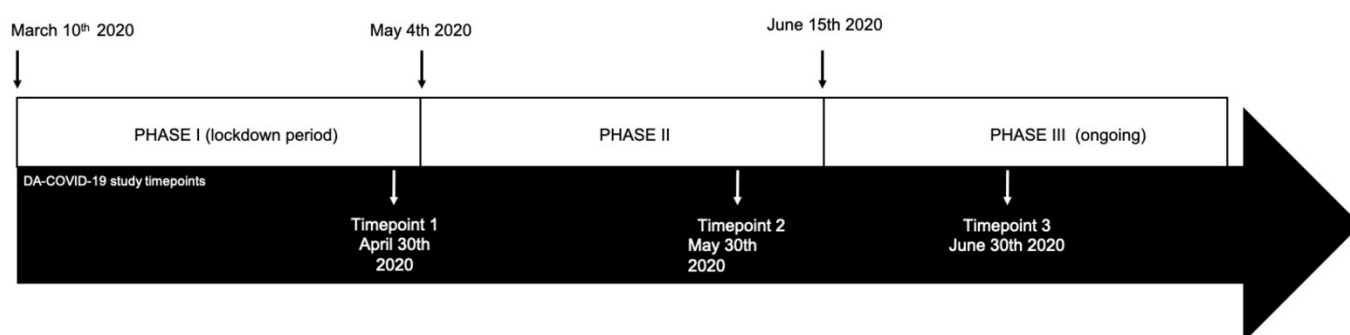 March 10th 2020
May 4th 2020
June 15th 2020
PHASE I (lockdown period)
PHASE II
PHASE III (ongoing)
DA-COVID-19 study timepoints
Timepoint 1
April 30th
2020
Timepoint 2
May 30th
2020
Timepoint 3
June 30th 2020